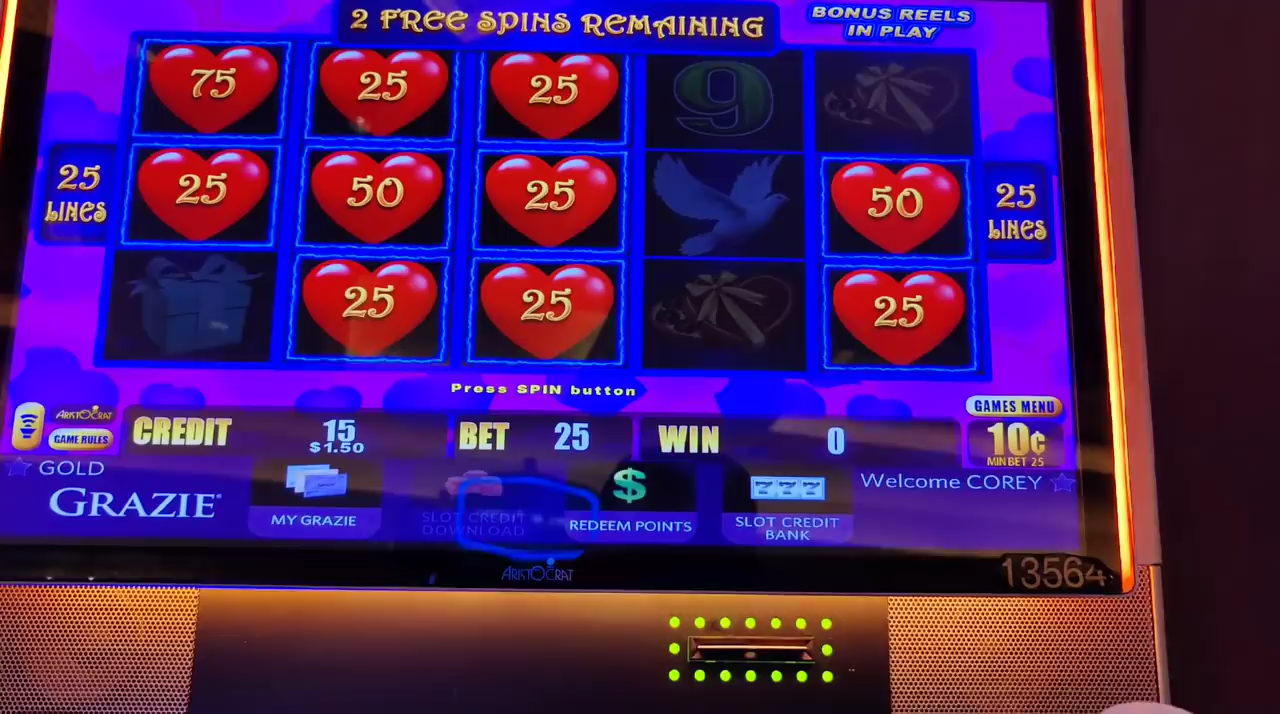 2 FREE SPINS REMAINING
BONUS REELS
IN PLAY
75 25 25 9
25
LINES
25 50 25 50
25
LINES
25 25 25
Press SPIN button
ARISTOCRAT
GAME RULES
CREDIT 15
$1.50
BET 25
WIN 0
GAMES MENU
10¢
MIN BET 25
GOLD
GRAZIE®
MY GRAZIE
SLOT CREDIT
DOWNLOAD
$
REDEEM POINTS
777
SLOT CREDIT
BANK
Welcome COREY
ARISTOCRAT
13564